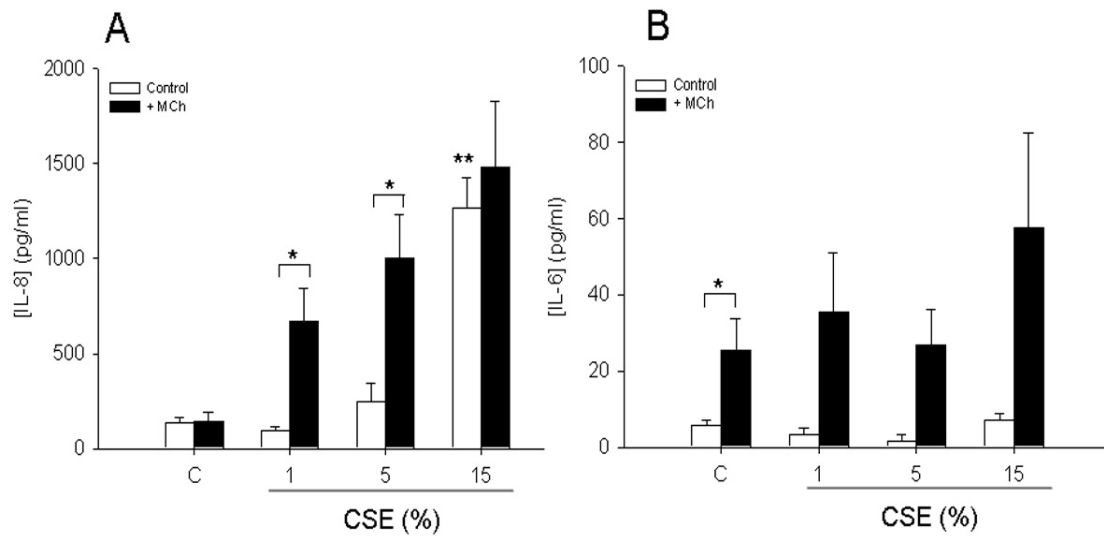 A
[IL-8] (pg/ml)
2000
1500
1000
500
0
Control
+ MCh
*
*
**
C 1 5 15
CSE (%)
B
[IL-6] (pg/ml)
100
80
60
40
20
0
Control
+ MCh
*
C 1 5 15
CSE (%)